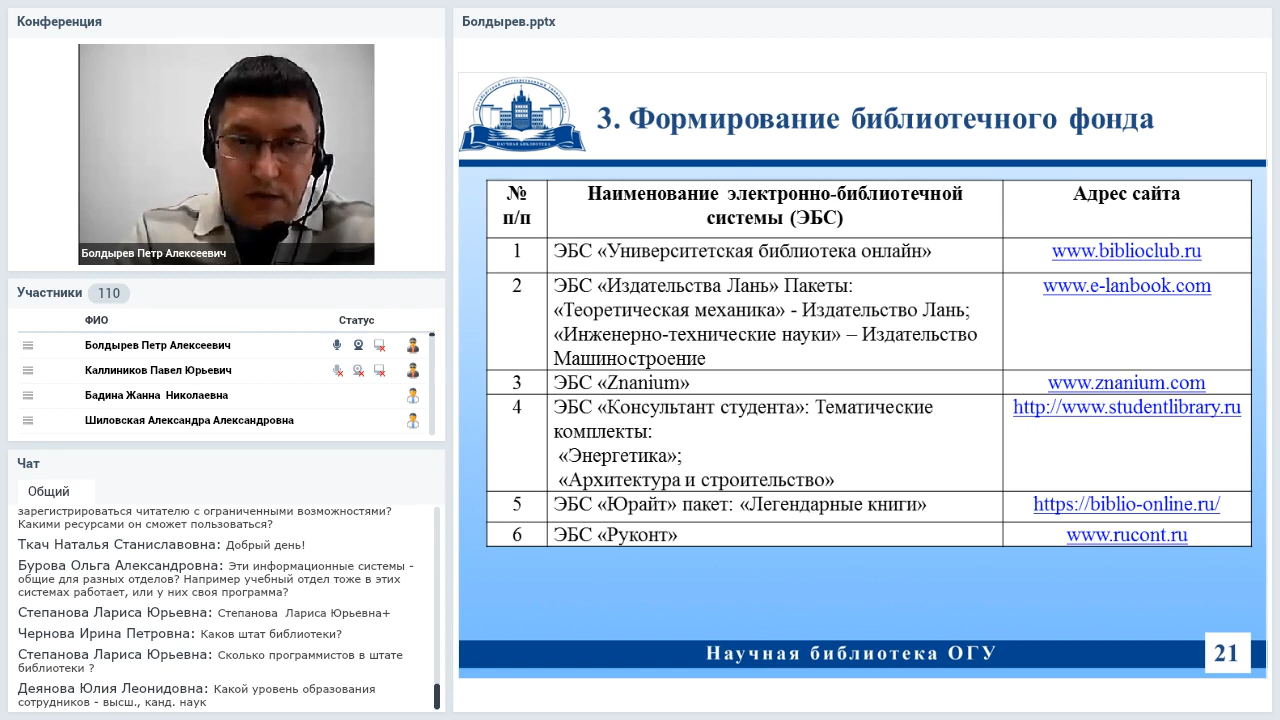 Конференция
Болдырев Петр Алексеевич
Участники 110
ФИО Статус
Болдырев Петр Алексеевич
Каллиников Павел Юрьевич
Бадина Жанна Николаевна
Шиловская Александра Александровна
Чат
Общий
зарегистрироваться читателю с ограниченными возможностями?
Какими ресурсами он сможет пользоваться?
Ткач Наталья Станиславовна: Добрый день!
Бурова Ольга Александровна: Эти информационные системы -
общие для разных отделов? Например учебный отдел тоже в этих
системах работает, или у них своя программа?
Степанова Лариса Юрьевна: Степанова Лариса Юрьевна+
Чернова Ирина Петровна: Каков штат библиотеки?
Степанова Лариса Юрьевна: Сколько программистов в штате
библиотеки ?
Деянова Юлия Леонидовна: Какой уровень образования
сотрудников - высш., канд. наук
Болдырев.pptx
НАУЧНАЯ БИБЛИОТЕКА
3. Формирование библиотечного фонда
№
п/п
Наименование электронно-библиотечной
системы (ЭБС)
Адрес сайта
1 ЭБС «Университетская библиотека онлайн» www.biblioclub.ru
2 ЭБС «Издательства Лань» Пакеты: www.e-lanbook.com
«Теоретическая механика» - Издательство Лань;
«Инженерно-технические науки» – Издательство
Машиностроение
3 ЭБС «Znanium» www.znanium.com
4 ЭБС «Консультант студента»: Тематические http://www.studentlibrary.ru
комплекты:
«Энергетика»;
«Архитектура и строительство»
5 ЭБС «Юрайт» пакет: «Легендарные книги» https://biblio-online.ru/
6 ЭБС «Руконт» www.rucont.ru
Научная библиотека ОГУ
21